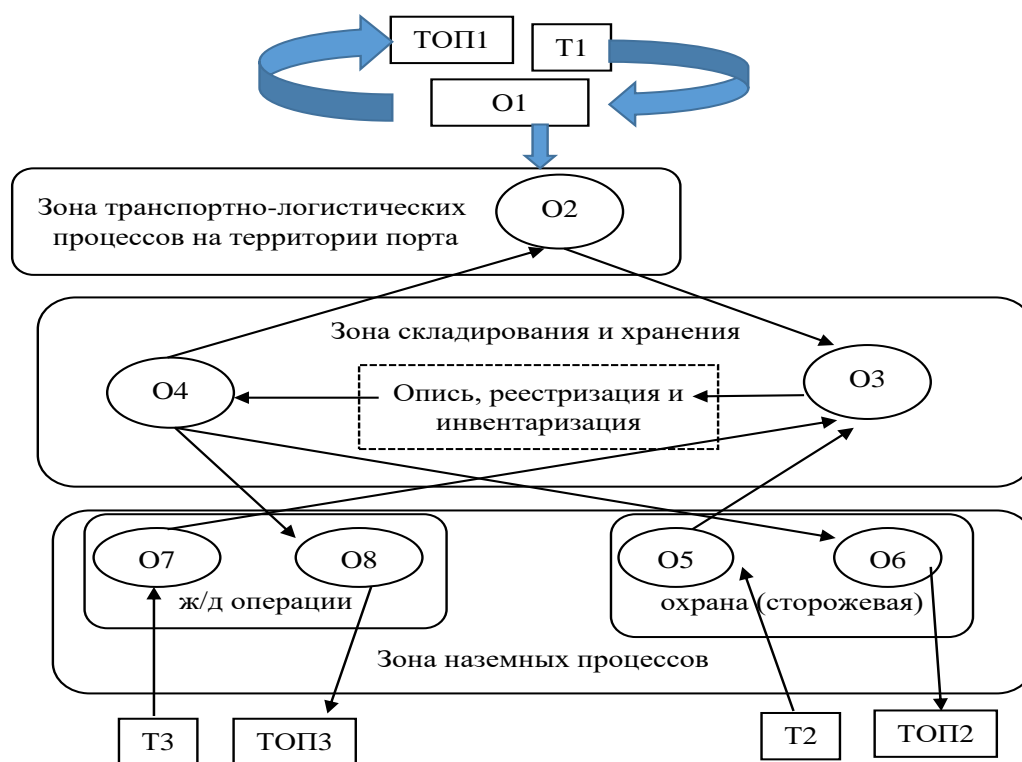 ТОП1
Т1
О1
О2
Зона транспортно-логистических
процессов на территории порта
Зона складирования и хранения
О4
Опись, реестризация и
инвентаризация
О3
О7
О8
О5
О6
ж/д операции
охрана (сторожевая)
Зона наземных процессов
Т3
ТОП3
Т2
ТОП2